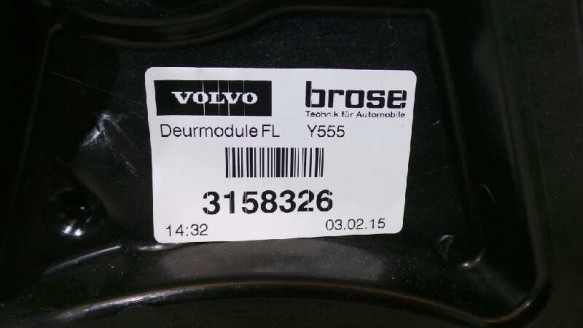 VOLVO brose
Technik für Automobile
Deurmodule FL Y555
3158326
14:32 03.02.15